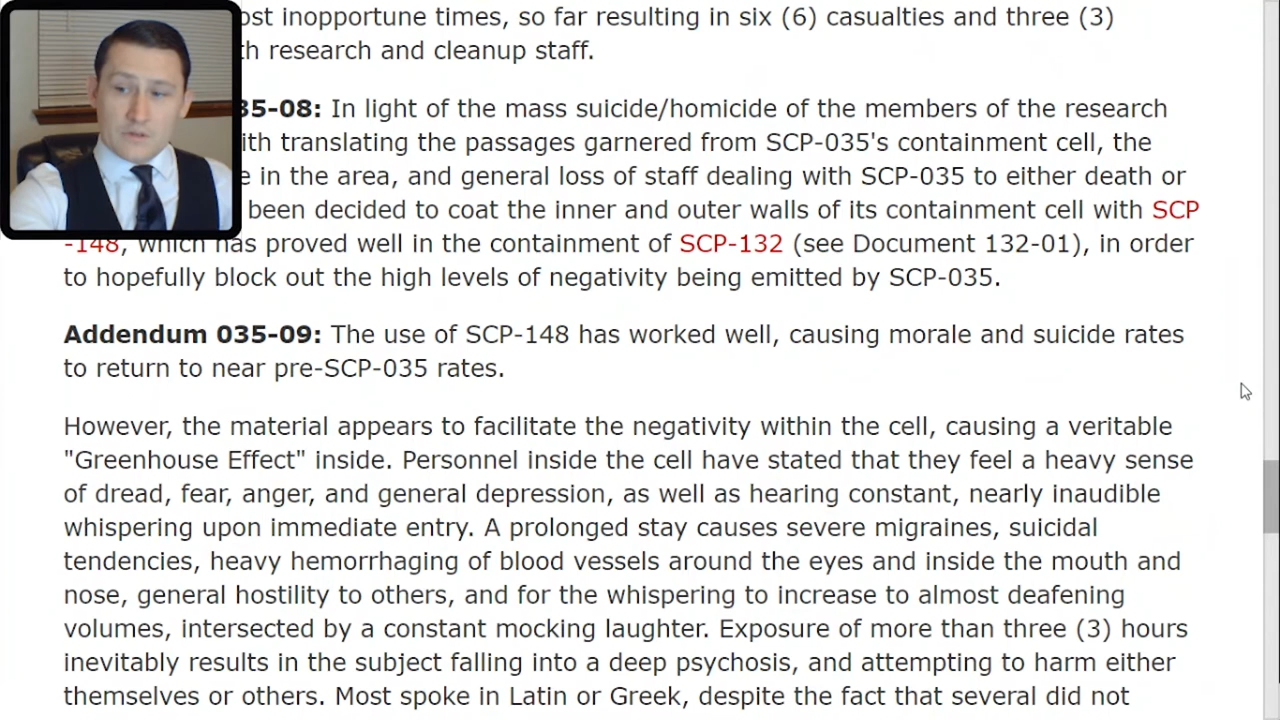 ost inopportune times, so far resulting in six (6) casualties and three (3)
th research and cleanup staff.
35-08: In light of the mass suicide/homicide of the members of the research
ith translating the passages garnered from SCP-035's containment cell, the
e in the area, and general loss of staff dealing with SCP-035 to either death or
been decided to coat the inner and outer walls of its containment cell with SCP
-148, which has proved well in the containment of SCP-132 (see Document 132-01), in order
to hopefully block out the high levels of negativity being emitted by SCP-035.
Addendum 035-09: The use of SCP-148 has worked well, causing morale and suicide rates
to return to near pre-SCP-035 rates.
However, the material appears to facilitate the negativity within the cell, causing a veritable
"Greenhouse Effect" inside. Personnel inside the cell have stated that they feel a heavy sense
of dread, fear, anger, and general depression, as well as hearing constant, nearly inaudible
whispering upon immediate entry. A prolonged stay causes severe migraines, suicidal
tendencies, heavy hemorrhaging of blood vessels around the eyes and inside the mouth and
nose, general hostility to others, and for the whispering to increase to almost deafening
volumes, intersected by a constant mocking laughter. Exposure of more than three (3) hours
inevitably results in the subject falling into a deep psychosis, and attempting to harm either
themselves or others. Most spoke in Latin or Greek, despite the fact that several did not